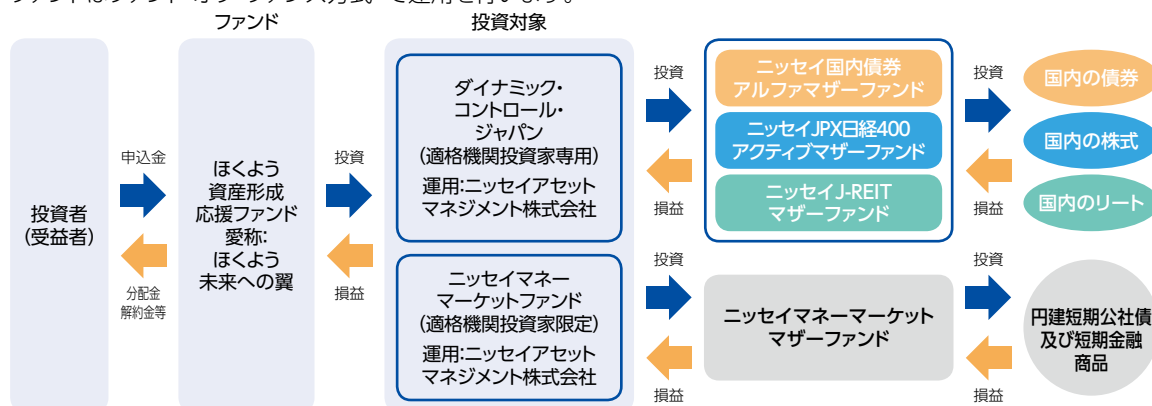 ファンド
投資対象
投資者
(受益者)
申込金
分配金
解約金等
ほくよう
資産形成
応援ファンド
愛称:
ほくよう
未来への翼
投資
損益
ダイナミック・
コントロール・
ジャパン
(適格機関投資家専用)
運用:ニッセイアセット
マネジメント株式会社
ニッセイマネー
マーケットファンド
(適格機関投資家限定)
運用:ニッセイアセット
マネジメント株式会社
投資
損益
ニッセイ国内債券
アルファマザーファンド
ニッセイJPX日経400
アクティブマザーファンド
ニッセイJ-REIT
マザーファンド
投資
損益
国内の債券
国内の株式
国内のリート
投資
損益
ニッセイマネーマーケット
マザーファンド
投資
損益
円建短期公社債
及び短期金融
商品